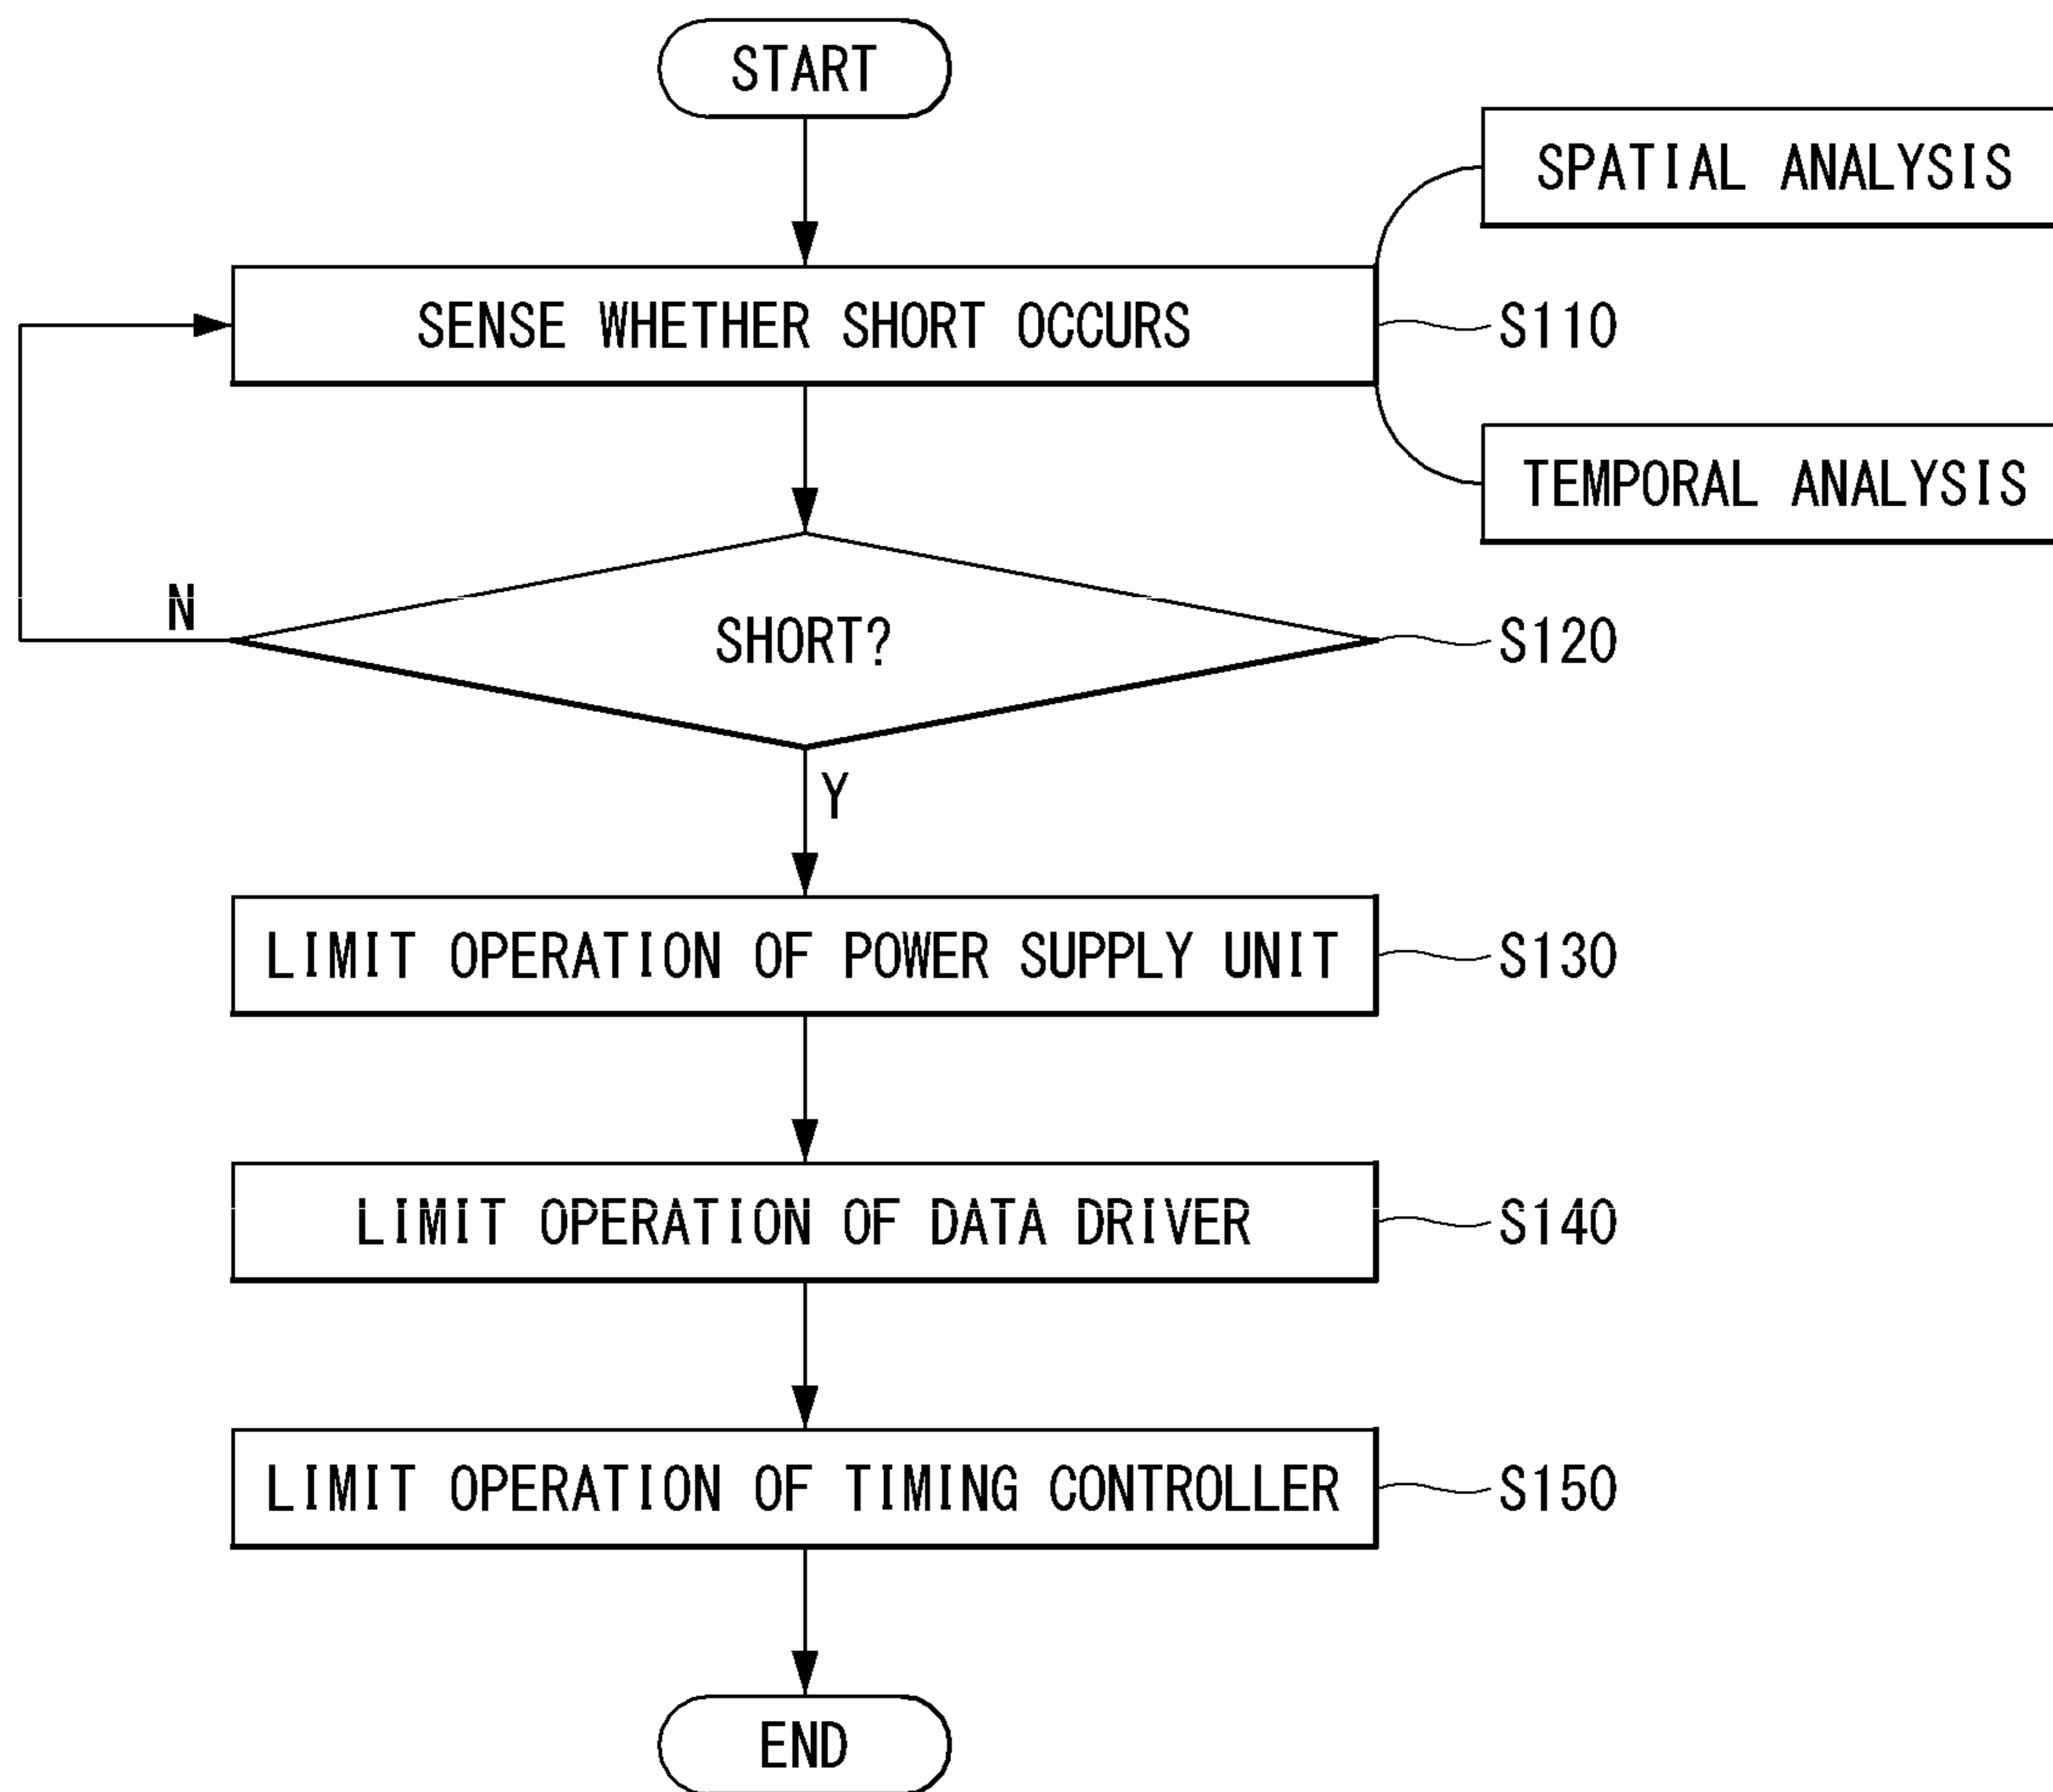 START
SPATIAL ANALYSIS
SENSE WHETHER SHORT OCCURS
S110
TEMPORAL ANALYSIS
N
SHORT?
S120
Y
LIMIT OPERATION OF POWER SUPPLY UNIT
S130
LIMIT OPERATION OF DATA DRIVER
S140
LIMIT OPERATION OF TIMING CONTROLLER
S150
END